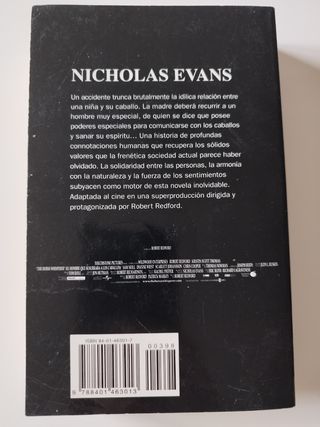 NICHOLAS EVANS
Un accidente trunca brutalmente la idílica relación entre
una niña y su caballo. La madre deberá recurrir a un
hombre muy especial, de quien se dice que posee
poderes especiales para comunicarse con los caballos
y sanar su espíritu... Una historia de profundas
connotaciones humanas que recupera los sólidos
valores que la frenética sociedad actual parece haber
olvidado. La solidaridad entre las personas, la armonía
con la naturaleza y la fuerza de los sentimientos
subyacen como motor de esta novela inolvidable.
Adaptada al cine en una superproducción dirigida y
protagonizada por Robert Redford.
ROBERT REDFORD
ISBN 84-01-46301-7
00399
9 788401 463013